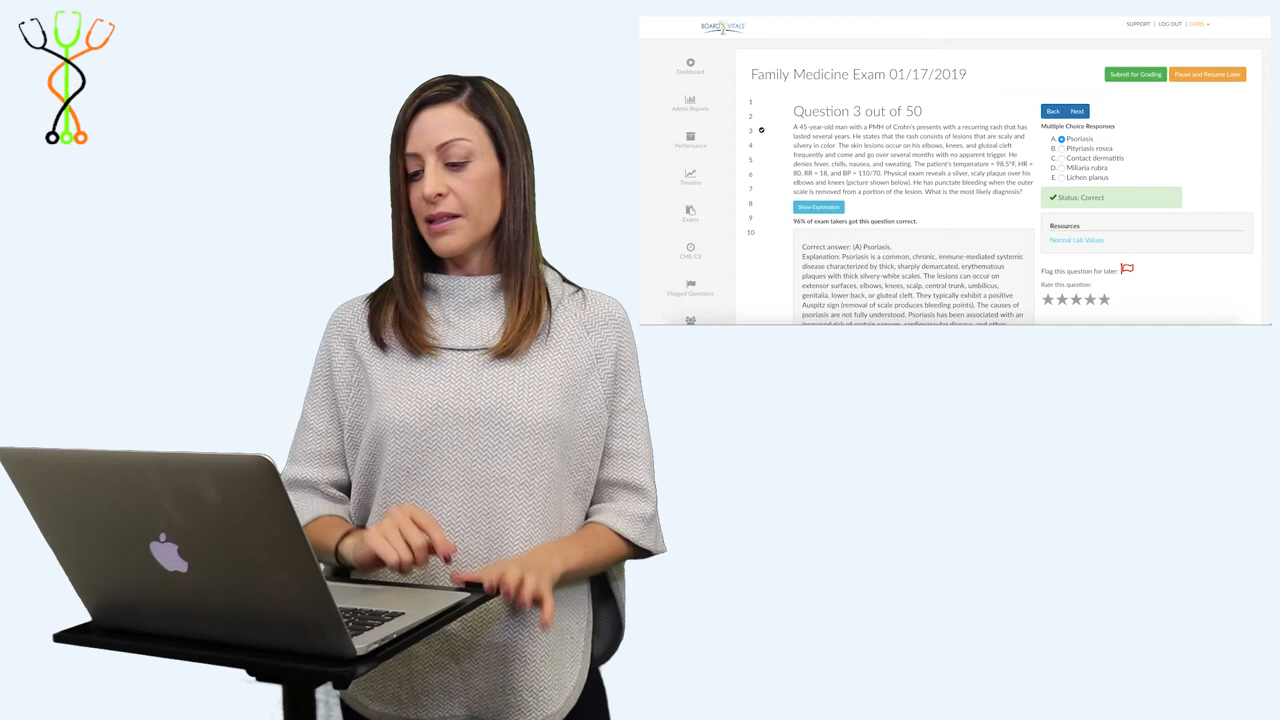 BOARD VITALS
SUPPORT | LOG OUT | CHRIS
Dashboard
Admin Reports
Performance
Timeline
Exams
CME/CE
Flagged Questions
Family Medicine Exam 01/17/2019
Submit for Grading
Pause and Resume Later
1
2
3
4
5
6
7
8
9
10
Question 3 out of 50
A 45-year-old man with a PMH of Crohn's presents with a recurring rash that has
lasted several years. He states that the rash consists of lesions that are scaly and
silvery in color. The skin lesions occur on his elbows, knees, and gluteal cleft
frequently and come and go over several months with no apparent trigger. He
denies fever, chills, nausea, and sweating. The patient's temperature = 98.5°F, HR =
80, RR = 18, and BP = 110/70. Physical exam reveals a silver, scaly plaque over his
elbows and knees (picture shown below). He has punctate bleeding when the outer
scale is removed from a portion of the lesion. What is the most likely diagnosis?
Show Explanation
96% of exam takers got this question correct.
Correct answer: (A) Psoriasis.
Explanation: Psoriasis is a common, chronic, immune-mediated systemic
disease characterized by thick, sharply demarcated, erythematous
plaques with thick silvery-white scales. The lesions can occur on
extensor surfaces, elbows, knees, scalp, central trunk, umbilicus,
genitalia, lower back, or gluteal cleft. They typically exhibit a positive
Auspitz sign (removal of scale produces bleeding points). The causes of
psoriasis are not fully understood. Psoriasis has been associated with
an increased risk of certain cancers, cardiovascular disease, and other
Back Next
Multiple Choice Responses
A. Psoriasis
B. Pityriasis rosea
C. Contact dermatitis
D. Miliaria rubra
E. Lichen planus
Status: Correct
Resources
Normal Lab Values
Flag this question for later:
Rate this question: